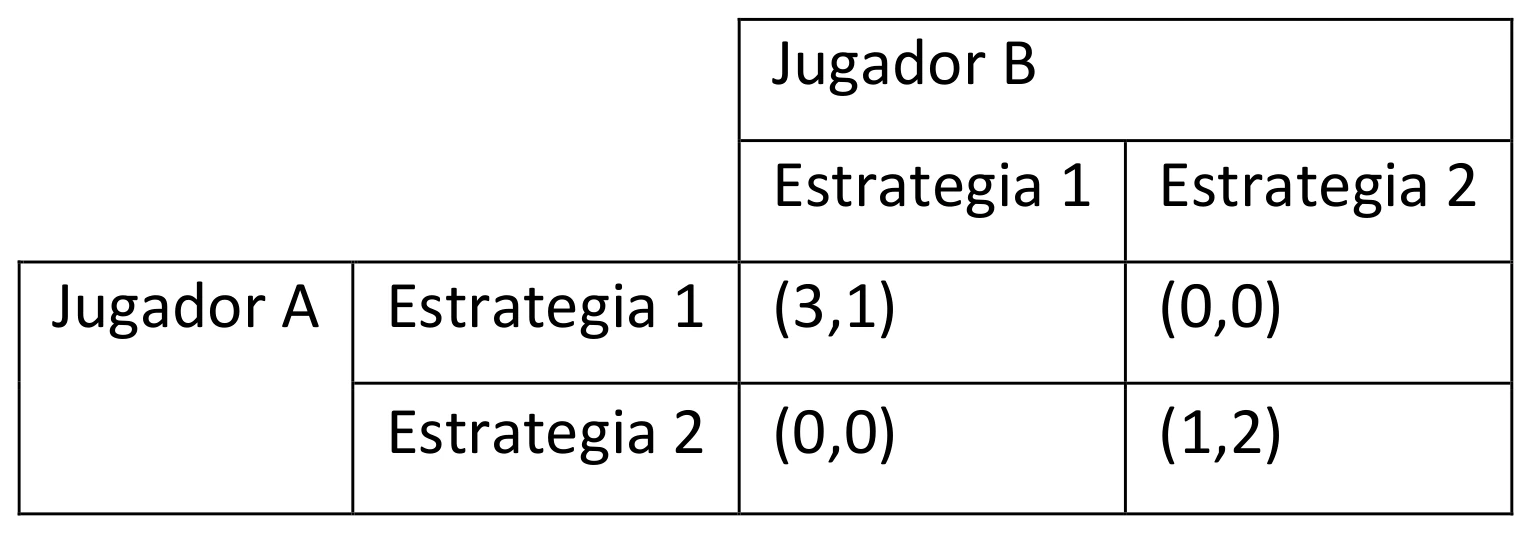 Jugador B
Estrategia 1 Estrategia 2
Jugador A Estrategia 1 (3,1) (0,0)
Estrategia 2 (0,0) (1,2)